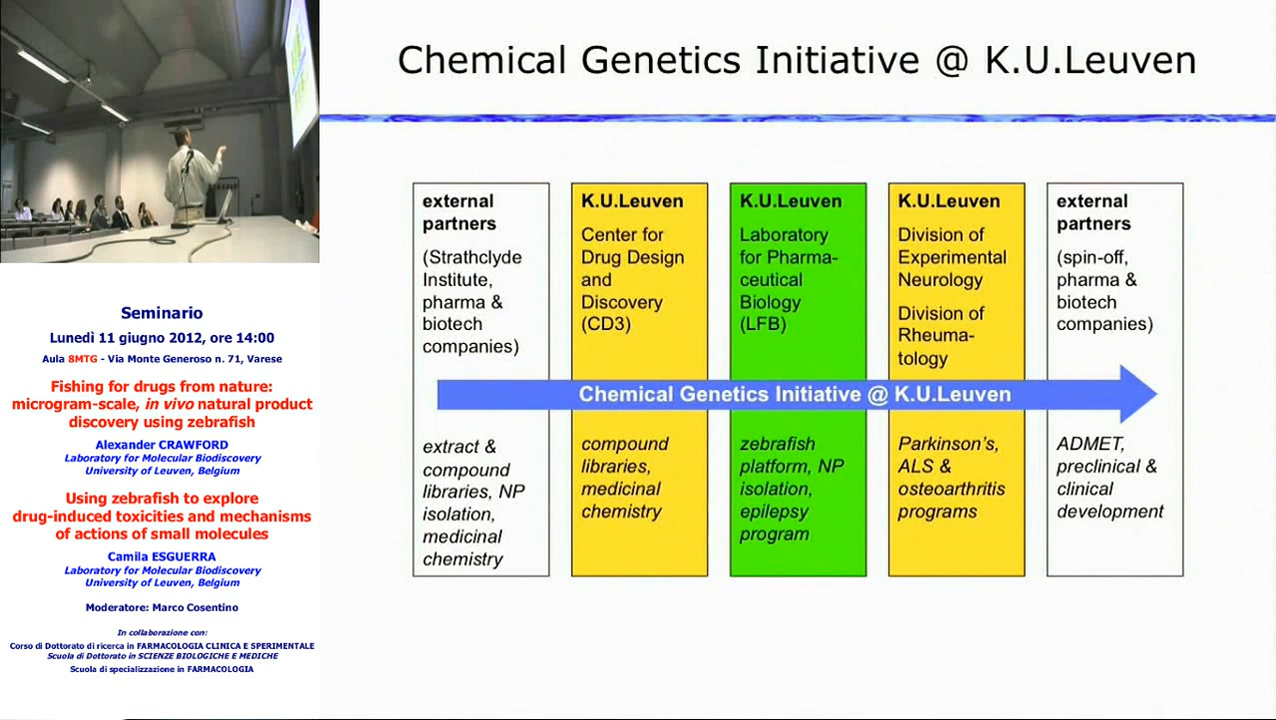 Chemical Genetics Initiative @ K.U.Leuven
external
partners
(Strathclyde
Institute,
pharma &
biotech
companies)
extract &
compound
libraries, NP
isolation,
medicinal
chemistry
K.U.Leuven
Center for
Drug Design
and
Discovery
(CD3)
compound
libraries,
medicinal
chemistry
K.U.Leuven
Laboratory
for Pharma-
ceutical
Biology
(LFB)
zebrafish
platform, NP
isolation,
epilepsy
program
K.U.Leuven
Division of
Experimental
Neurology
Division of
Rheuma-
tology
Parkinson's,
ALS &
osteoarthritis
programs
external
partners
(spin-off,
pharma &
biotech
companies)
ADMET,
preclinical &
clinical
development
Chemical Genetics Initiative @ K.U.Leuven
Seminario
Lunedì 11 giugno 2012, ore 14:00
Aula 8MTG - Via Monte Generoso n. 71, Varese
Fishing for drugs from nature:
microgram-scale, in vivo natural product
discovery using zebrafish
Alexander CRAWFORD
Laboratory for Molecular Biodiscovery
University of Leuven, Belgium
Using zebrafish to explore
drug-induced toxicities and mechanisms
of actions of small molecules
Camila ESGUERRA
Laboratory for Molecular Biodiscovery
University of Leuven, Belgium
Moderatore: Marco Cosentino
In collaborazione con:
Corso di Dottorato di ricerca in FARMACOLOGIA CLINICA E SPERIMENTALE
Scuola di Dottorato in SCIENZE BIOLOGICHE E MEDICHE
Scuola di specializzazione in FARMACOLOGIA